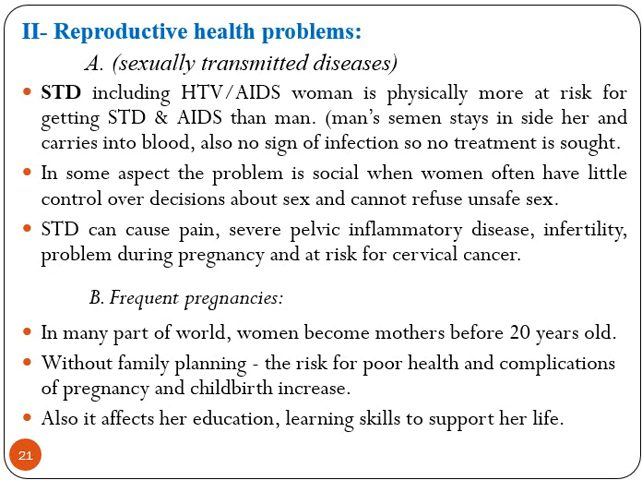 II- Reproductive health problems:
A. (sexually transmitted diseases)
• STD including HTV/AIDS woman is physically more at risk for
getting STD & AIDS than man. (man's semen stays in side her and
carries into blood, also no sign of infection so no treatment is sought.
• In some aspect the problem is social when women often have little
control over decisions about sex and cannot refuse unsafe sex.
• STD can cause pain, severe pelvic inflammatory disease, infertility,
problem during pregnancy and at risk for cervical cancer.
B. Frequent pregnancies:
• In many part of world, women become mothers before 20 years old.
• Without family planning - the risk for poor health and complications
of pregnancy and childbirth increase.
• Also it affects her education, learning skills to support her life.
21